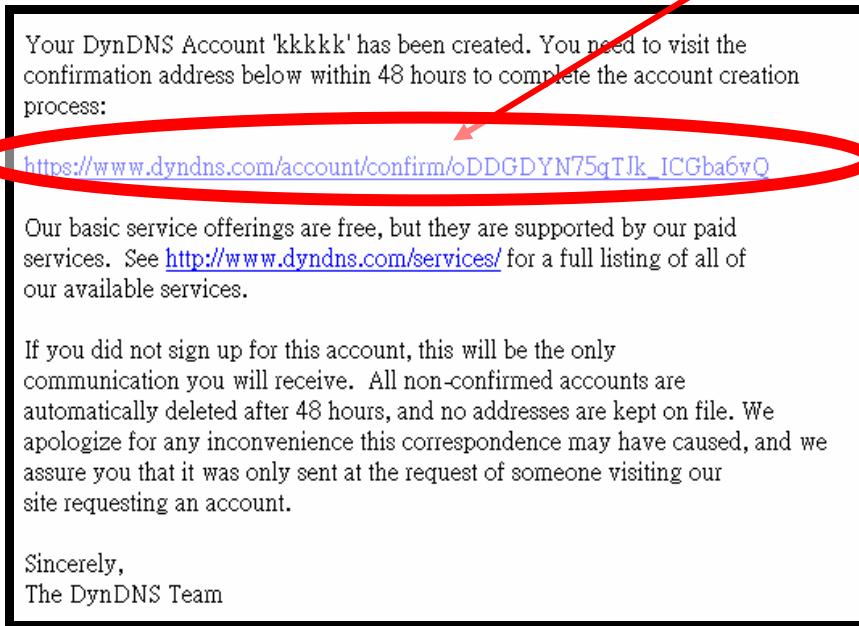 Your DynDNS Account 'kkkkk' has been created. You need to visit the
confirmation address below within 48 hours to complete the account creation
process:
https://www.dyndns.com/account/confirm/oDDGDYN75qTJk_ICGba6vQ
Our basic service offerings are free, but they are supported by our paid
services.  See http://www.dyndns.com/services/ for a full listing of all of
our available services.
If you did not sign up for this account, this will be the only
communication you will receive.  All non-confirmed accounts are
automatically deleted after 48 hours, and no addresses are kept on file. We
apologize for any inconvenience this correspondence may have caused, and we
assure you that it was only sent at the request of someone visiting our
site requesting an account.
Sincerely,
The DynDNS Team